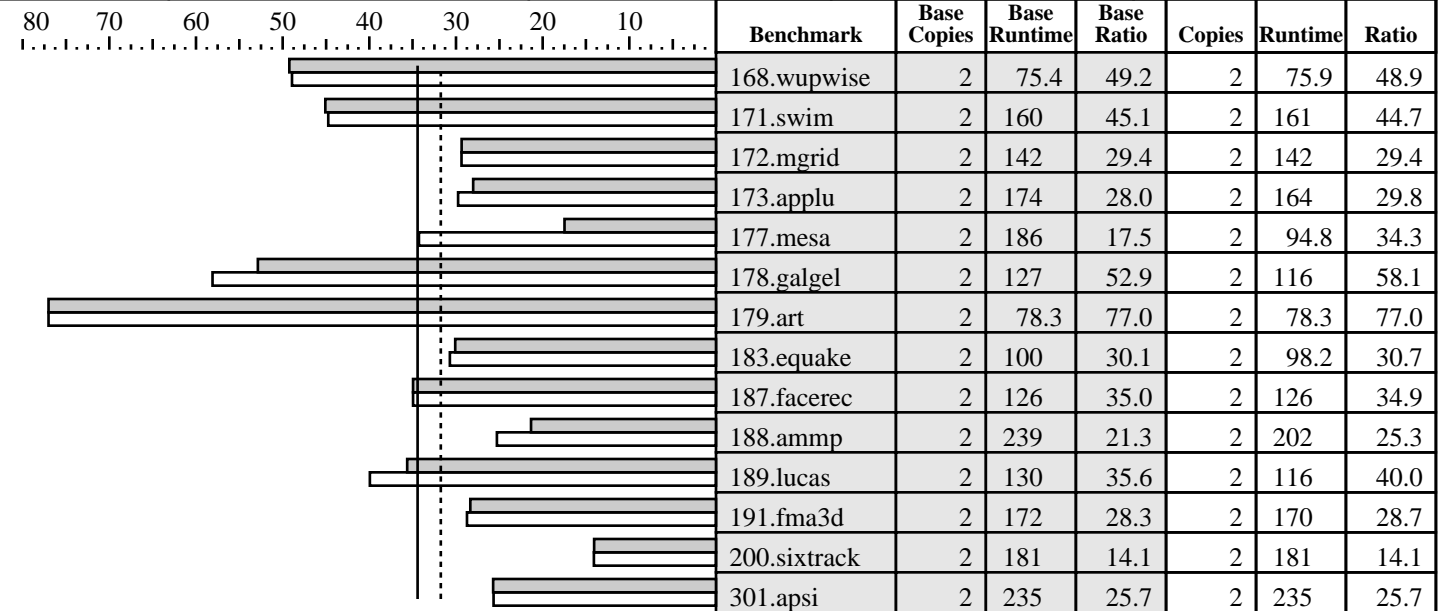 80 70 60 50 40 30 20 10
Benchmark Base Copies Base Runtime Base Ratio Copies Runtime Ratio
168.wupwise 2 75.4 49.2 2 75.9 48.9
171.swim 2 160 45.1 2 161 44.7
172.mgrid 2 142 29.4 2 142 29.4
173.applu 2 174 28.0 2 164 29.8
177.mesa 2 186 17.5 2 94.8 34.3
178.galgel 2 127 52.9 2 116 58.1
179.art 2 78.3 77.0 2 78.3 77.0
183.equake 2 100 30.1 2 98.2 30.7
187.facerec 2 126 35.0 2 126 34.9
188.ammp 2 239 21.3 2 202 25.3
189.lucas 2 130 35.6 2 116 40.0
191.fma3d 2 172 28.3 2 170 28.7
200.sixtrack 2 181 14.1 2 181 14.1
301.apsi 2 235 25.7 2 235 25.7